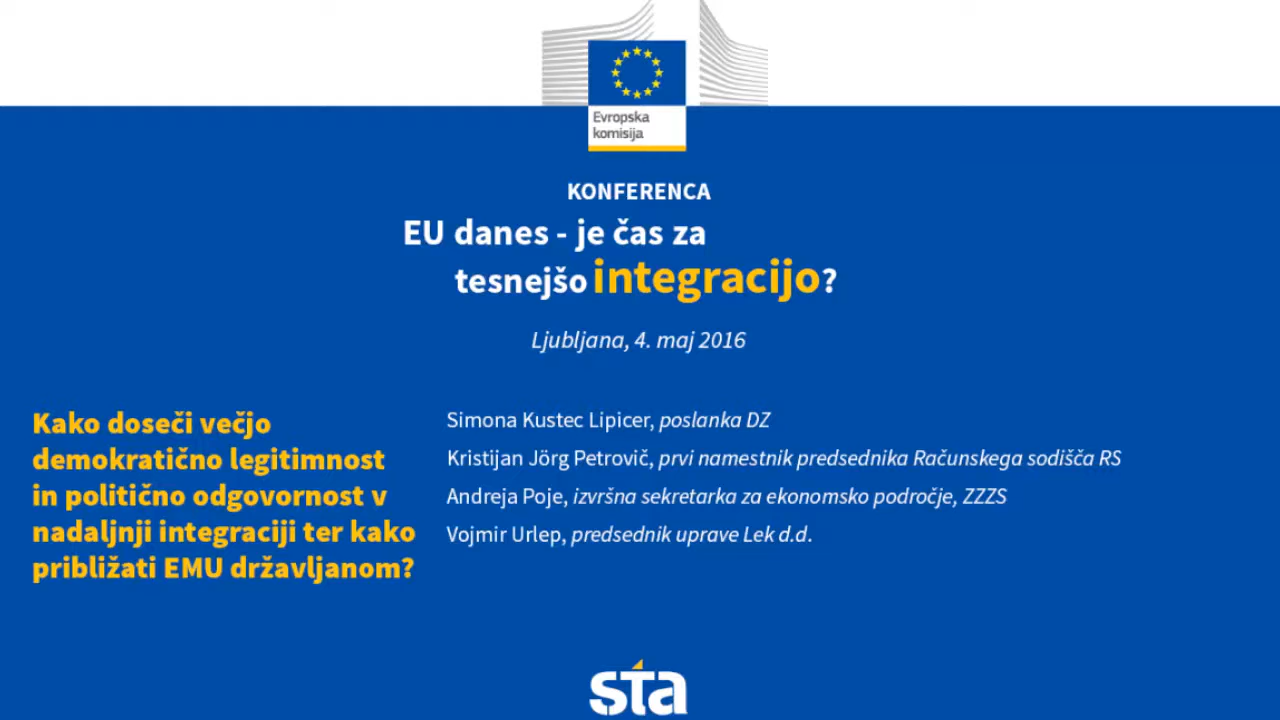 Evropska
komisija
KONFERENCA
EU danes - je čas za
tesnejšo integracijo?
Ljubljana, 4. maj 2016
Kako doseči večjo
demokratično legitimnost
in politično odgovornost v
nadaljnji integraciji ter kako
približati EMU državljanom?
Simona Kustec Lipicer, poslanka DZ
Kristijan Jörg Petrovič, prvi namestnik predsednika Računskega sodišča RS
Andreja Poje, izvršna sekretarka za ekonomsko področje, ZZZS
Vojmir Urlep, predsednik uprave Lek d.d.
sta